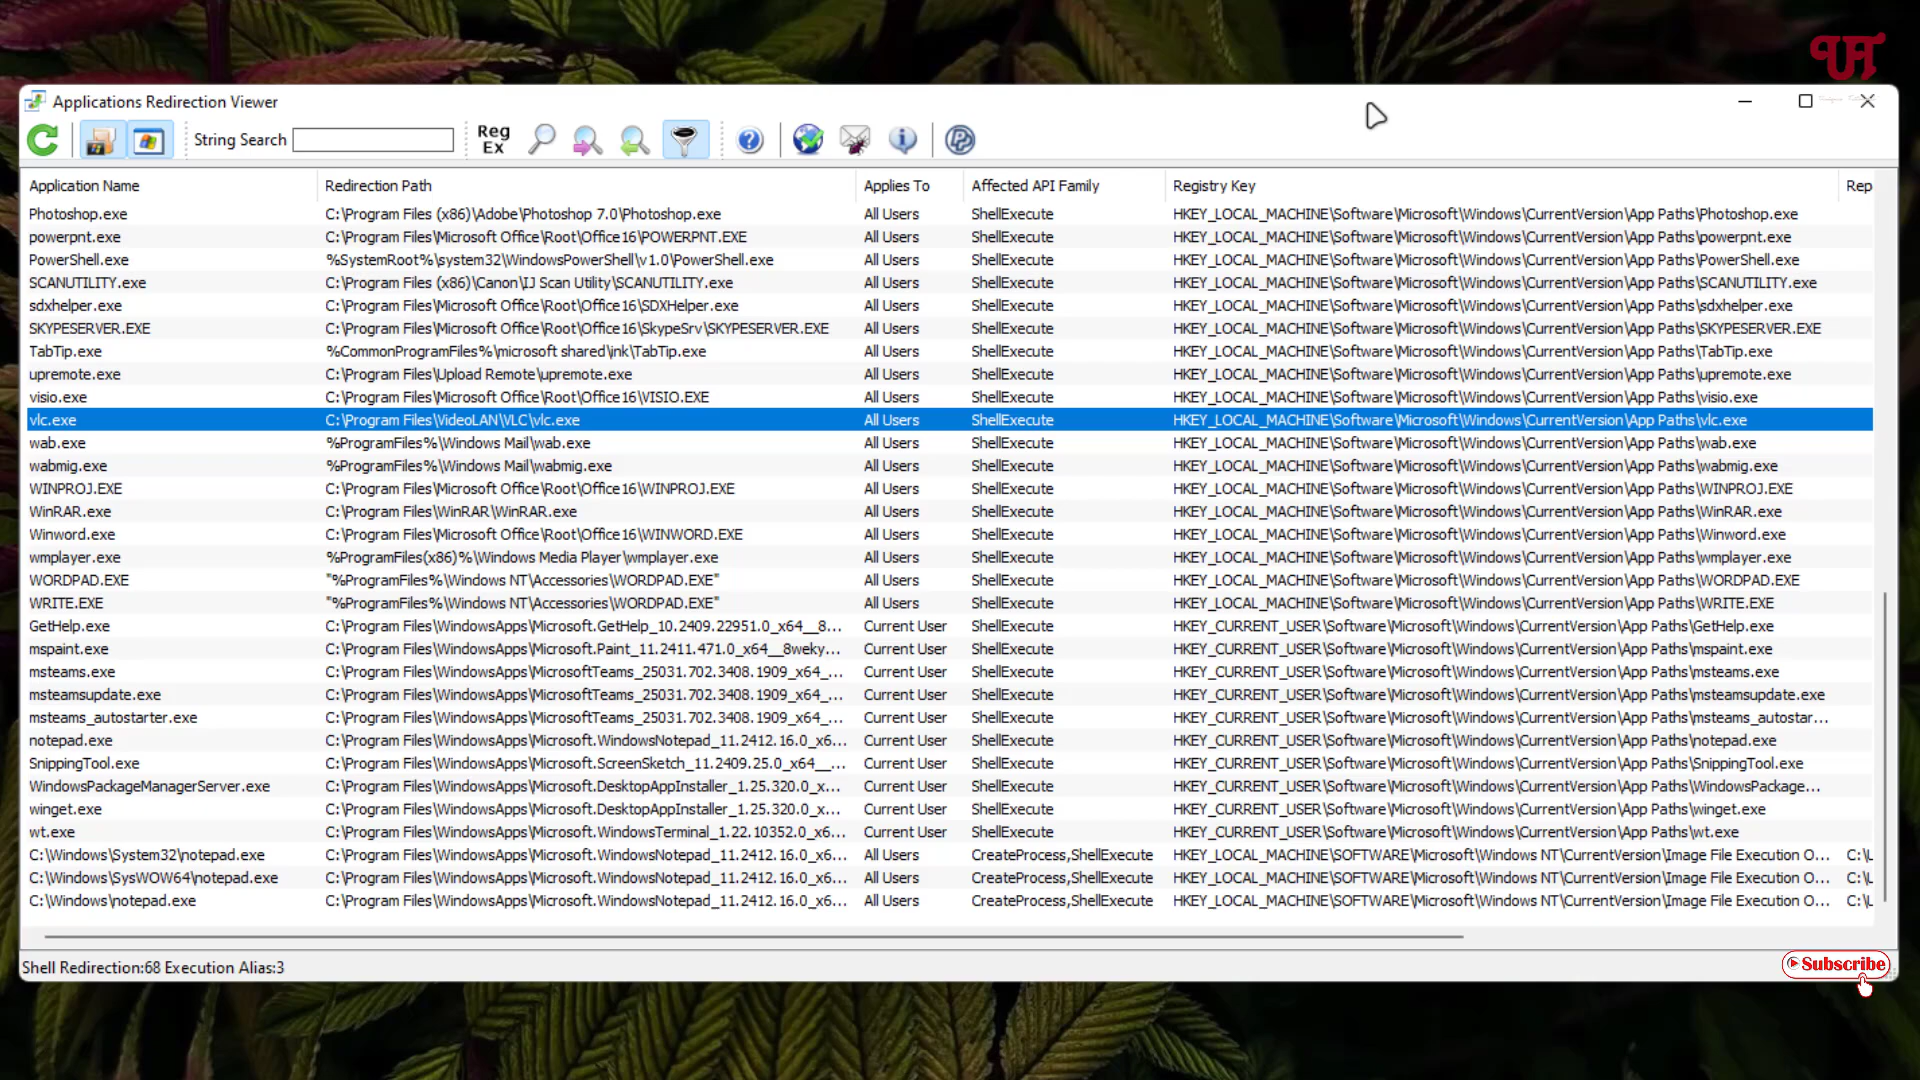 UA
Applications Redirection Viewer
String Search
Reg
Ex
Application Name Redirection Path Applies To Affected API Family Registry Key Rep
Photoshop.exe C:\Program Files (x86)\Adobe\Photoshop 7.0\Photoshop.exe All Users ShellExecute HKEY_LOCAL_MACHINE\Software\Microsoft\Windows\CurrentVersion\App Paths\Photoshop.exe
powerpnt.exe C:\Program Files\Microsoft Office\Root\Office16\POWERPNT.EXE All Users ShellExecute HKEY_LOCAL_MACHINE\Software\Microsoft\Windows\CurrentVersion\App Paths\powerpnt.exe
PowerShell.exe %SystemRoot%\system32\WindowsPowerShell\v1.0\PowerShell.exe All Users ShellExecute HKEY_LOCAL_MACHINE\Software\Microsoft\Windows\CurrentVersion\App Paths\PowerShell.exe
SCANUTILITY.exe C:\Program Files (x86)\Canon\IJ Scan Utility\SCANUTILITY.exe All Users ShellExecute HKEY_LOCAL_MACHINE\Software\Microsoft\Windows\CurrentVersion\App Paths\SCANUTILITY.exe
sdxhelper.exe C:\Program Files\Microsoft Office\Root\Office16\SDXHelper.exe All Users ShellExecute HKEY_LOCAL_MACHINE\Software\Microsoft\Windows\CurrentVersion\App Paths\sdxhelper.exe
SKYPESERVER.EXE C:\Program Files\Microsoft Office\Root\Office16\SkypeSrv\SKYPESERVER.EXE All Users ShellExecute HKEY_LOCAL_MACHINE\Software\Microsoft\Windows\CurrentVersion\App Paths\SKYPESERVER.EXE
TabTip.exe %CommonProgramFiles%\microsoft shared\ink\TabTip.exe All Users ShellExecute HKEY_LOCAL_MACHINE\Software\Microsoft\Windows\CurrentVersion\App Paths\TabTip.exe
upremote.exe C:\Program Files\Upload Remote\upremote.exe All Users ShellExecute HKEY_LOCAL_MACHINE\Software\Microsoft\Windows\CurrentVersion\App Paths\upremote.exe
visio.exe C:\Program Files\Microsoft Office\Root\Office16\VISIO.EXE All Users ShellExecute HKEY_LOCAL_MACHINE\Software\Microsoft\Windows\CurrentVersion\App Paths\visio.exe
vlc.exe C:\Program Files\VideoLAN\VLC\vlc.exe All Users ShellExecute HKEY_LOCAL_MACHINE\Software\Microsoft\Windows\CurrentVersion\App Paths\vlc.exe
wab.exe %ProgramFiles%\Windows Mail\wab.exe All Users ShellExecute HKEY_LOCAL_MACHINE\Software\Microsoft\Windows\CurrentVersion\App Paths\wab.exe
wabmig.exe %ProgramFiles%\Windows Mail\wabmig.exe All Users ShellExecute HKEY_LOCAL_MACHINE\Software\Microsoft\Windows\CurrentVersion\App Paths\wabmig.exe
WINPROJ.EXE C:\Program Files\Microsoft Office\Root\Office16\WINPROJ.EXE All Users ShellExecute HKEY_LOCAL_MACHINE\Software\Microsoft\Windows\CurrentVersion\App Paths\WINPROJ.EXE
WinRAR.exe C:\Program Files\WinRAR\WinRAR.exe All Users ShellExecute HKEY_LOCAL_MACHINE\Software\Microsoft\Windows\CurrentVersion\App Paths\WinRAR.exe
Winword.exe C:\Program Files\Microsoft Office\Root\Office16\WINWORD.EXE All Users ShellExecute HKEY_LOCAL_MACHINE\Software\Microsoft\Windows\CurrentVersion\App Paths\Winword.exe
wmplayer.exe %ProgramFiles(x86)%\Windows Media Player\wmplayer.exe All Users ShellExecute HKEY_LOCAL_MACHINE\Software\Microsoft\Windows\CurrentVersion\App Paths\wmplayer.exe
WORDPAD.EXE "%ProgramFiles%\Windows NT\Accessories\WORDPAD.EXE" All Users ShellExecute HKEY_LOCAL_MACHINE\Software\Microsoft\Windows\CurrentVersion\App Paths\WORDPAD.EXE
WRITE.EXE "%ProgramFiles%\Windows NT\Accessories\WORDPAD.EXE" All Users ShellExecute HKEY_LOCAL_MACHINE\Software\Microsoft\Windows\CurrentVersion\App Paths\WRITE.EXE
GetHelp.exe C:\Program Files\WindowsApps\Microsoft.GetHelp_10.2409.22951.0_x64__8... Current User ShellExecute HKEY_CURRENT_USER\Software\Microsoft\Windows\CurrentVersion\App Paths\GetHelp.exe
mspaint.exe C:\Program Files\WindowsApps\Microsoft.Paint_11.2411.471.0_x64__8weky... Current User ShellExecute HKEY_CURRENT_USER\Software\Microsoft\Windows\CurrentVersion\App Paths\mspaint.exe
msteams.exe C:\Program Files\WindowsApps\MicrosoftTeams_25031.702.3408.1909_x64_... Current User ShellExecute HKEY_CURRENT_USER\Software\Microsoft\Windows\CurrentVersion\App Paths\msteams.exe
msteamsupdate.exe C:\Program Files\WindowsApps\MicrosoftTeams_25031.702.3408.1909_x64_... Current User ShellExecute HKEY_CURRENT_USER\Software\Microsoft\Windows\CurrentVersion\App Paths\msteamsupdate.exe
msteams_autostarter.exe C:\Program Files\WindowsApps\MicrosoftTeams_25031.702.3408.1909_x64_... Current User ShellExecute HKEY_CURRENT_USER\Software\Microsoft\Windows\CurrentVersion\App Paths\msteams_autostar...
notepad.exe C:\Program Files\WindowsApps\Microsoft.WindowsNotepad_11.2412.16.0_x6... Current User ShellExecute HKEY_CURRENT_USER\Software\Microsoft\Windows\CurrentVersion\App Paths\notepad.exe
SnippingTool.exe C:\Program Files\WindowsApps\Microsoft.ScreenSketch_11.2409.25.0_x64__... Current User ShellExecute HKEY_CURRENT_USER\Software\Microsoft\Windows\CurrentVersion\App Paths\SnippingTool.exe
WindowsPackageManagerServer.exe C:\Program Files\WindowsApps\Microsoft.DesktopAppInstaller_1.25.320.0_x... Current User ShellExecute HKEY_CURRENT_USER\Software\Microsoft\Windows\CurrentVersion\App Paths\WindowsPackage...
winget.exe C:\Program Files\WindowsApps\Microsoft.DesktopAppInstaller_1.25.320.0_x... Current User ShellExecute HKEY_CURRENT_USER\Software\Microsoft\Windows\CurrentVersion\App Paths\winget.exe
wt.exe C:\Program Files\WindowsApps\Microsoft.WindowsTerminal_1.22.10352.0_x6... Current User ShellExecute HKEY_CURRENT_USER\Software\Microsoft\Windows\CurrentVersion\App Paths\wt.exe
C:\Windows\System32\notepad.exe C:\Program Files\WindowsApps\Microsoft.WindowsNotepad_11.2412.16.0_x6... All Users CreateProcess,ShellExecute HKEY_LOCAL_MACHINE\SOFTWARE\Microsoft\Windows NT\CurrentVersion\Image File Execution O... C:\
C:\Windows\SysWOW64\notepad.exe C:\Program Files\WindowsApps\Microsoft.WindowsNotepad_11.2412.16.0_x6... All Users CreateProcess,ShellExecute HKEY_LOCAL_MACHINE\SOFTWARE\Microsoft\Windows NT\CurrentVersion\Image File Execution O... C:\
C:\Windows\notepad.exe C:\Program Files\WindowsApps\Microsoft.WindowsNotepad_11.2412.16.0_x6... All Users CreateProcess,ShellExecute HKEY_LOCAL_MACHINE\SOFTWARE\Microsoft\Windows NT\CurrentVersion\Image File Execution O... C:\
Shell Redirection:68 Execution Alias:3
Subscribe